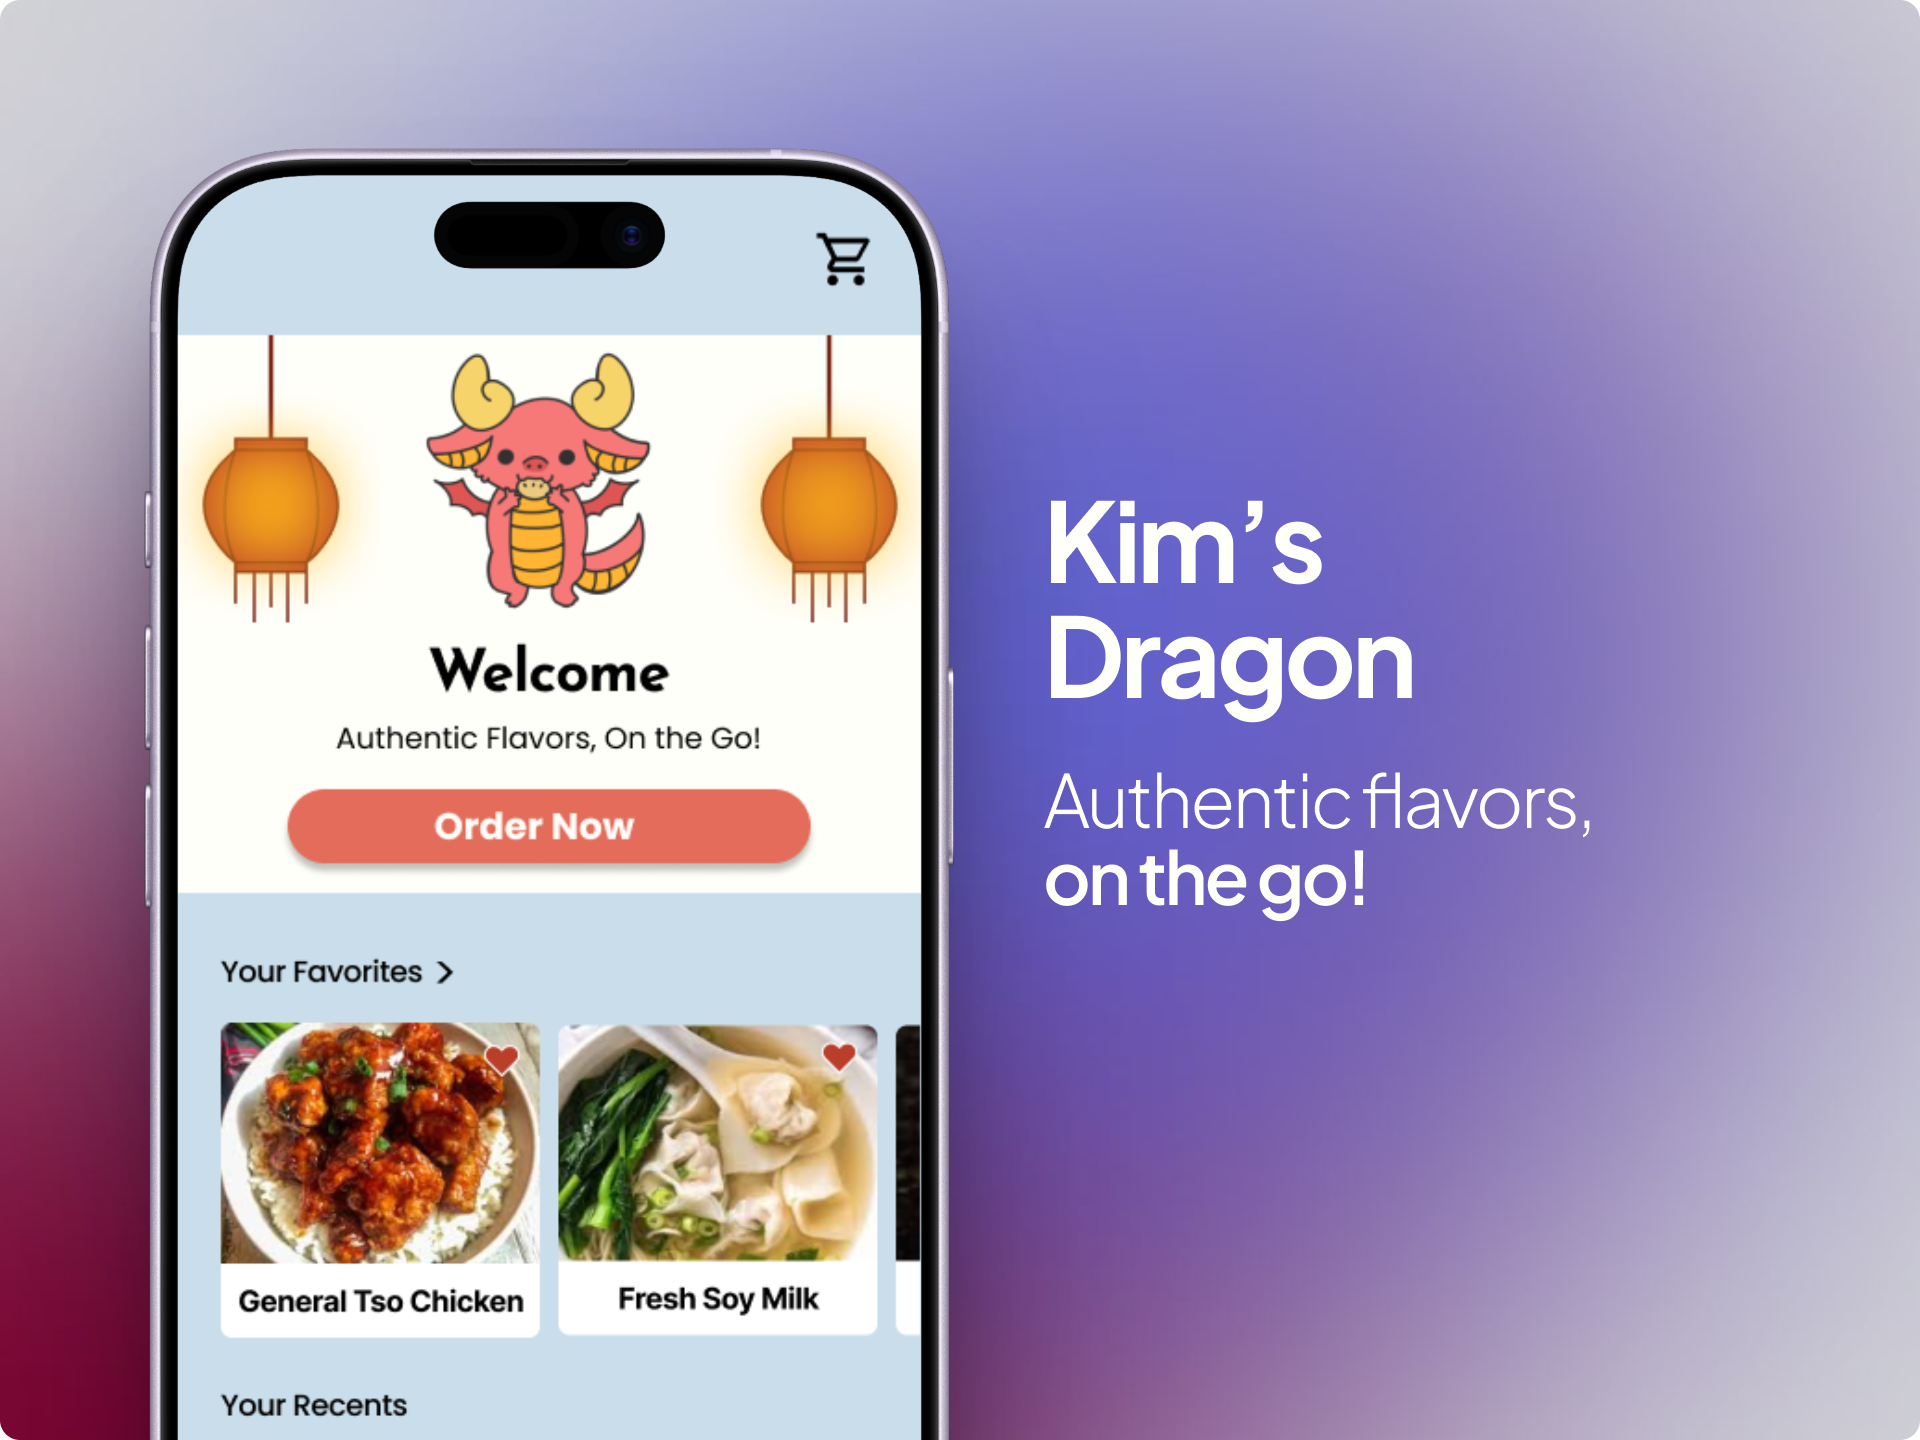 Welcome
Authentic Flavors, On the Go!
Order Now
Your Favorites >
General Tso Chicken
Fresh Soy Milk
Your Recents
Kim’s
Dragon
Authentic flavors,
on the go!